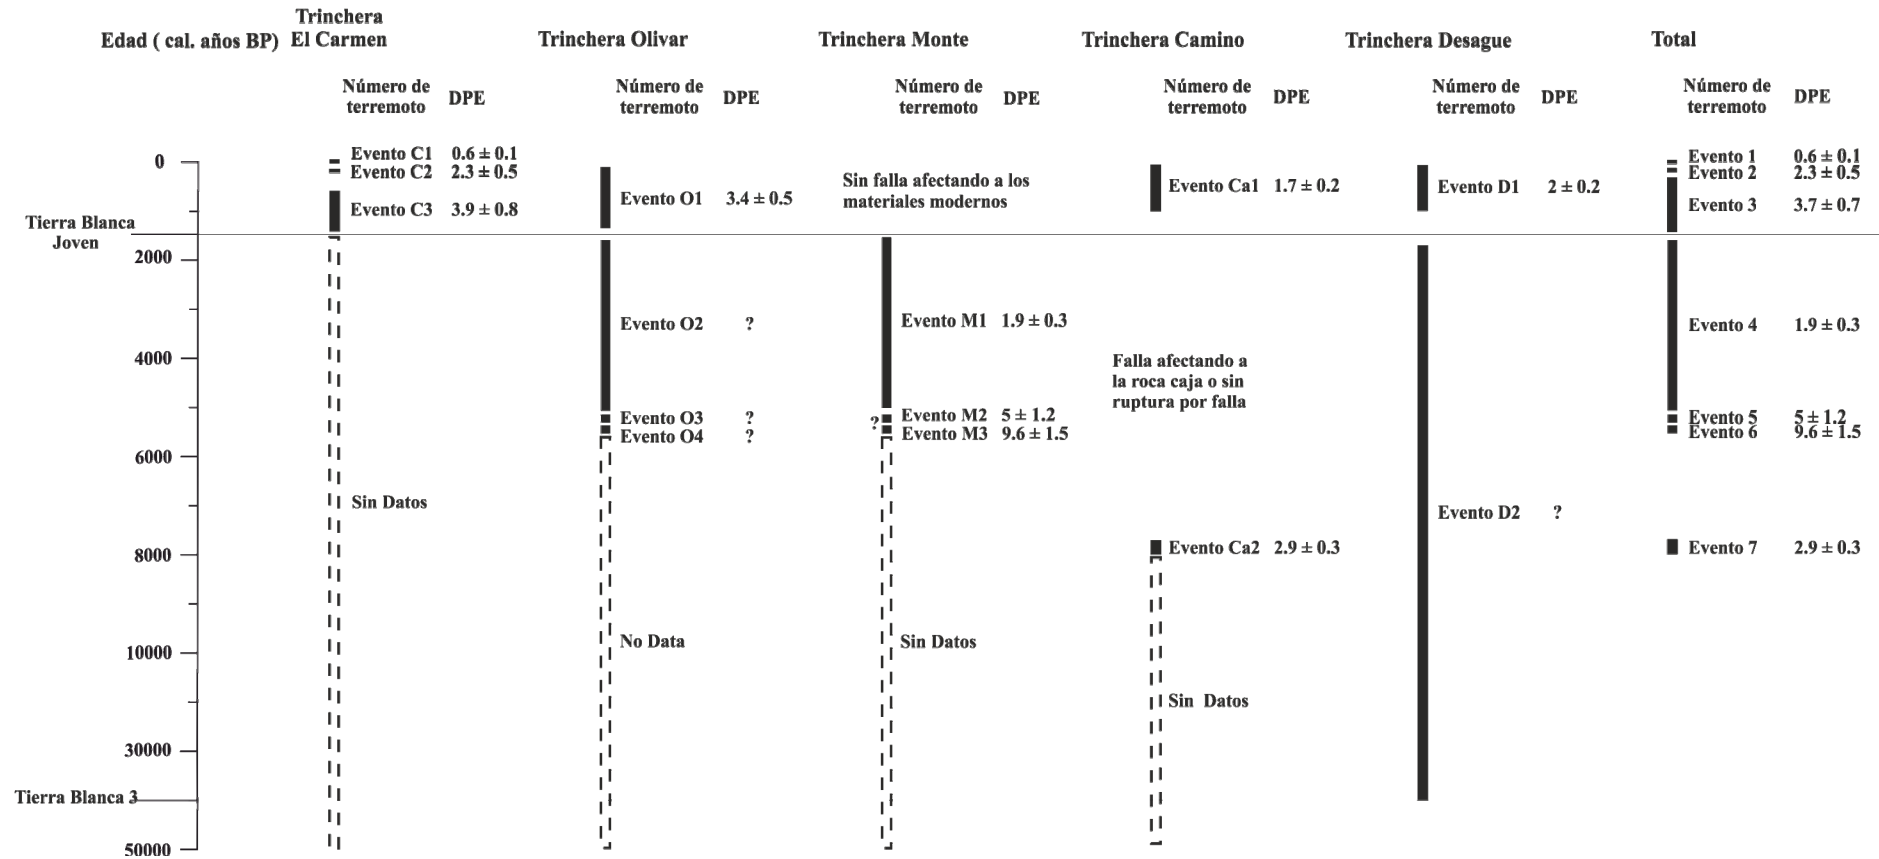 Trinchera
Edad ( cal. años BP) El Carmen Trinchera Olivar Trinchera Monte Trinchera Camino Trinchera Desague Total
Número de
terremoto DPE
Número de
terremoto DPE
Número de
terremoto DPE
Número de
terremoto DPE
Número de
terremoto DPE
Número de
terremoto DPE
0
Tierra Blanca
Joven
2000
4000
6000
8000
10000
30000
Tierra Blanca 3
50000
Evento C1 0.6 ± 0.1
Evento C2 2.3 ± 0.5
Evento C3 3.9 ± 0.8
Sin Datos
Evento O1 3.4 ± 0.5
Evento O2 ?
Evento O3 ?
Evento O4 ?
No Data
Sin falla afectando a los
materiales modernos
Evento M1 1.9 ± 0.3
? Evento M2 5 ± 1.2
Evento M3 9.6 ± 1.5
Sin Datos
Evento Ca1 1.7 ± 0.2
Falla afectando a
la roca caja o sin
ruptura por falla
Evento Ca2 2.9 ± 0.3
Sin Datos
Evento D1 2 ± 0.2
Evento D2 ?
Evento 1 0.6 ± 0.1
Evento 2 2.3 ± 0.5
Evento 3 3.7 ± 0.7
Evento 4 1.9 ± 0.3
Evento 5 5 ± 1.2
Evento 6 9.6 ± 1.5
Evento 7 2.9 ± 0.3